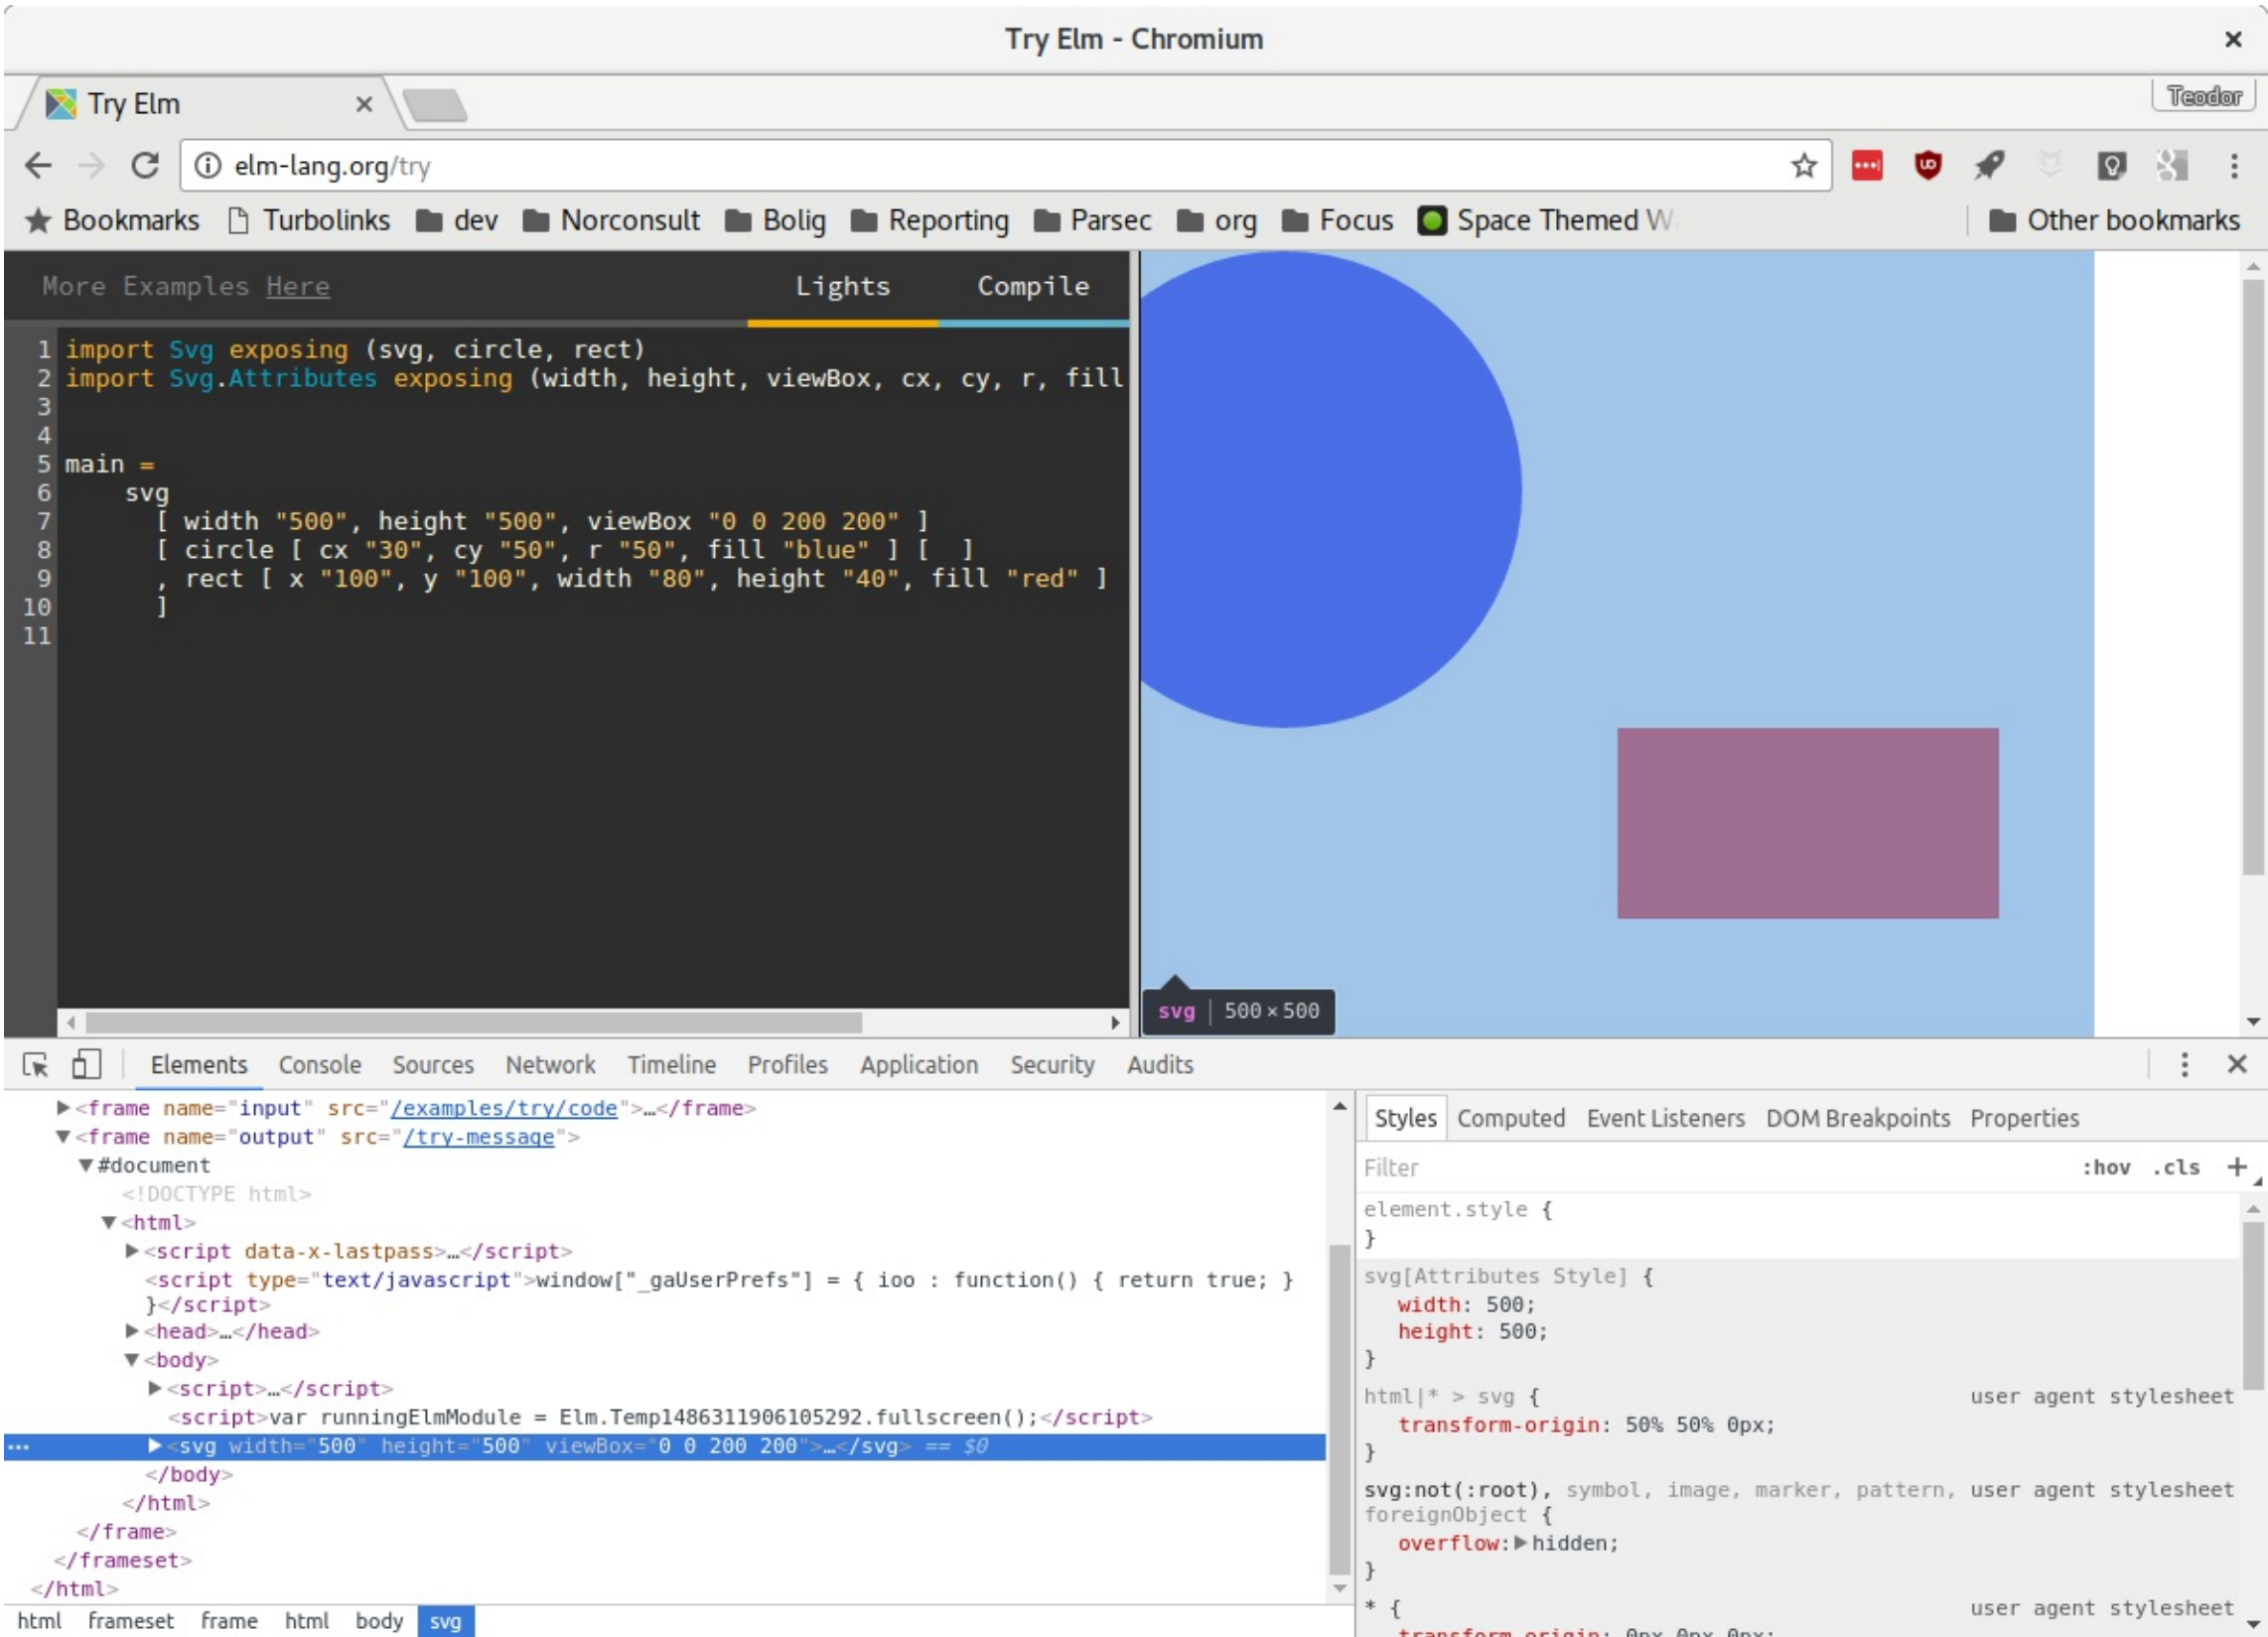 Try Elm - Chromium ×
Try Elm × Teodor
elm-lang.org/try
Bookmarks Turbolinks dev Norconsult Bolig Reporting Parsec org Focus Space Themed W Other bookmarks
More Examples Here Lights Compile
1 import Svg exposing (svg, circle, rect)
2 import Svg.Attributes exposing (width, height, viewBox, cx, cy, r, fill
3
4
5 main =
6 svg
7 [ width "500", height "500", viewBox "0 0 200 200" ]
8 [ circle [ cx "30", cy "50", r "50", fill "blue" ] [ ]
9 , rect [ x "100", y "100", width "80", height "40", fill "red" ]
10 ]
11
svg 500 × 500
Elements Console Sources Network Timeline Profiles Application Security Audits
<frame name="input" src="/examples/try/code">…</frame>
<frame name="output" src="/try-message">
#document
<!DOCTYPE html>
<html>
<script data-x-lastpass>…</script>
<script type="text/javascript">window["_gaUserPrefs"] = { ioo : function() { return true; }
}</script>
<head>…</head>
<body>
<script>…</script>
<script>var runningElmModule = Elm.Temp1486311906105292.fullscreen();</script>
… <svg width="500" height="500" viewBox="0 0 200 200">…</svg> == $0
</body>
</html>
</frame>
</frameset>
</html>
html frameset frame html body svg
Styles Computed Event Listeners DOM Breakpoints Properties
Filter :hov .cls +
element.style {
}
svg[Attributes Style] {
width: 500;
height: 500;
}
html|* > svg { user agent stylesheet
transform-origin: 50% 50% 0px;
}
svg:not(:root), symbol, image, marker, pattern, user agent stylesheet
foreignObject {
overflow: hidden;
}
* { user agent stylesheet
transform-origin: 0px 0px 0px;